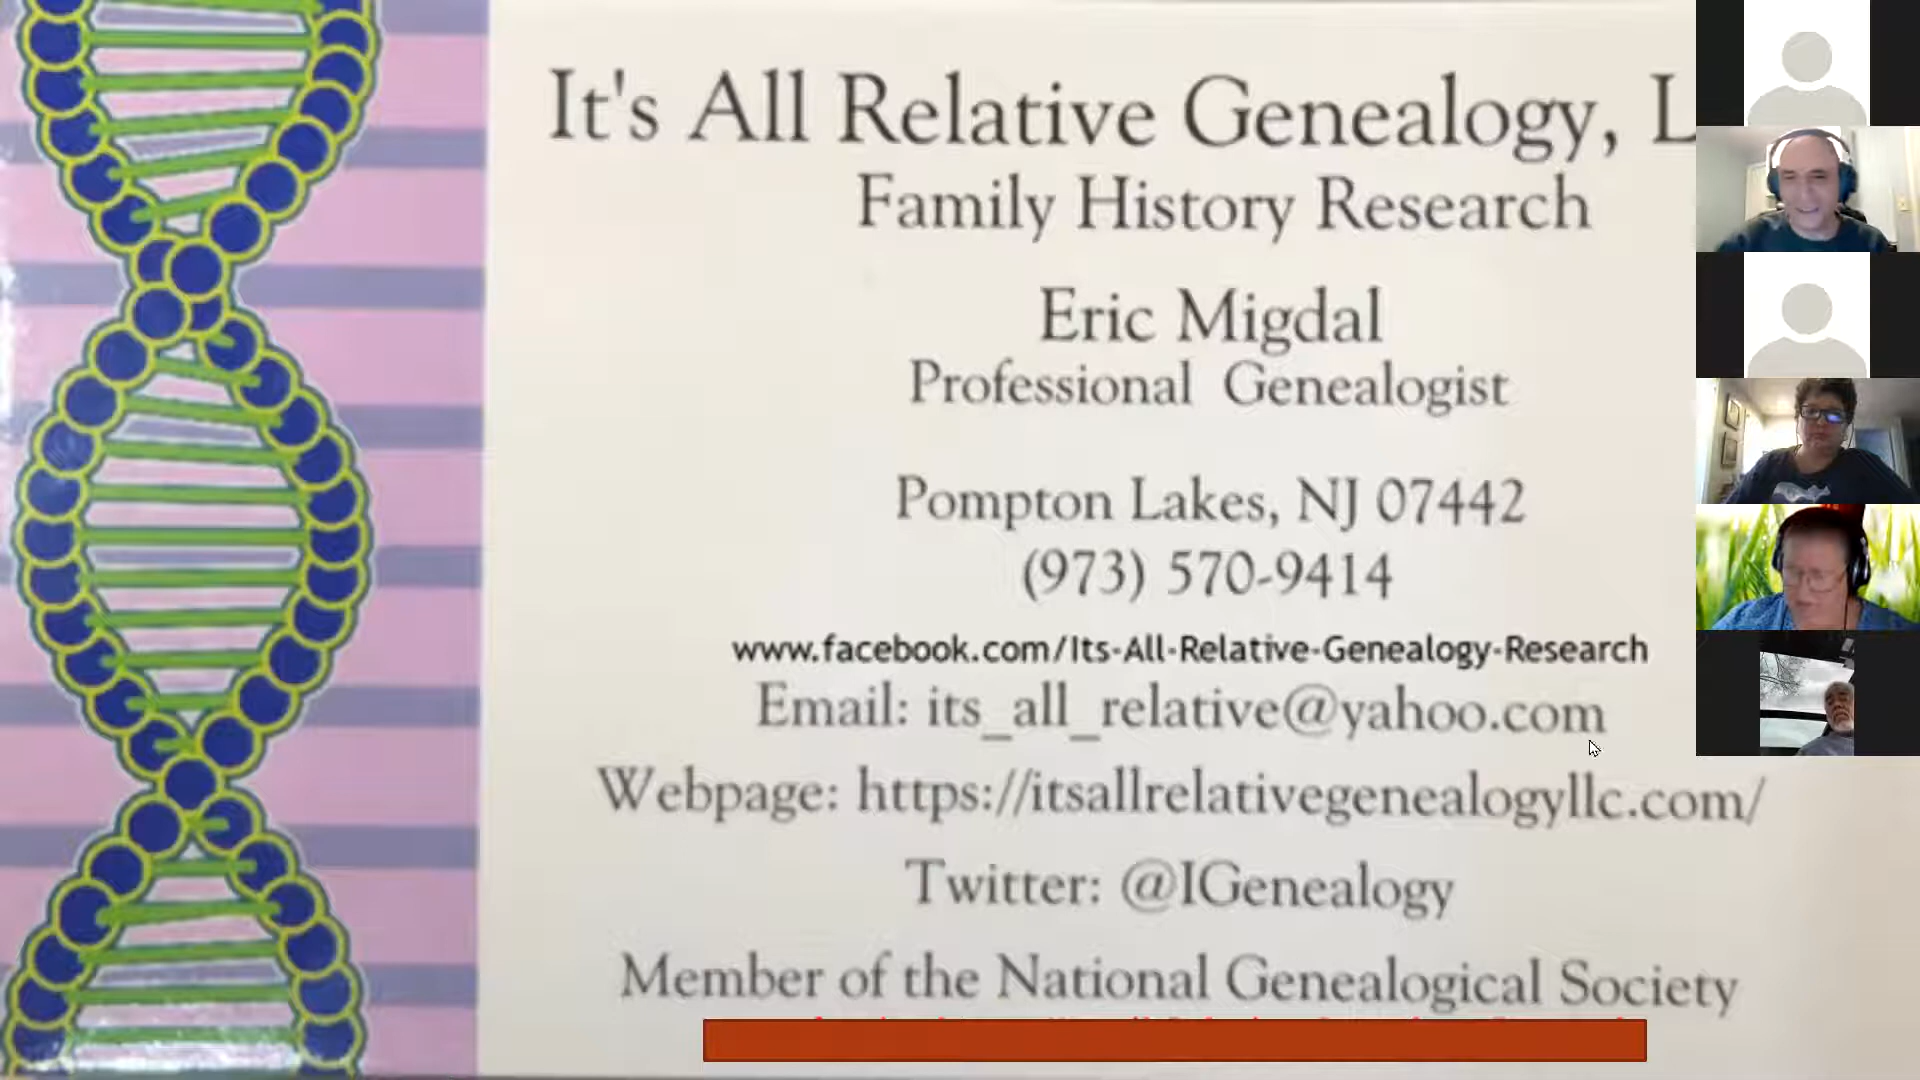 It's All Relative Genealogy, L
Family History Research
Eric Migdal
Professional Genealogist
Pompton Lakes, NJ 07442
(973) 570-9414
www.facebook.com/Its-All-Relative-Genealogy-Research
Email: its_all_relative@yahoo.com
Webpage: https://itsallrelativegenealogyllc.com/
Twitter: @IGenealogy
Member of the National Genealogical Society